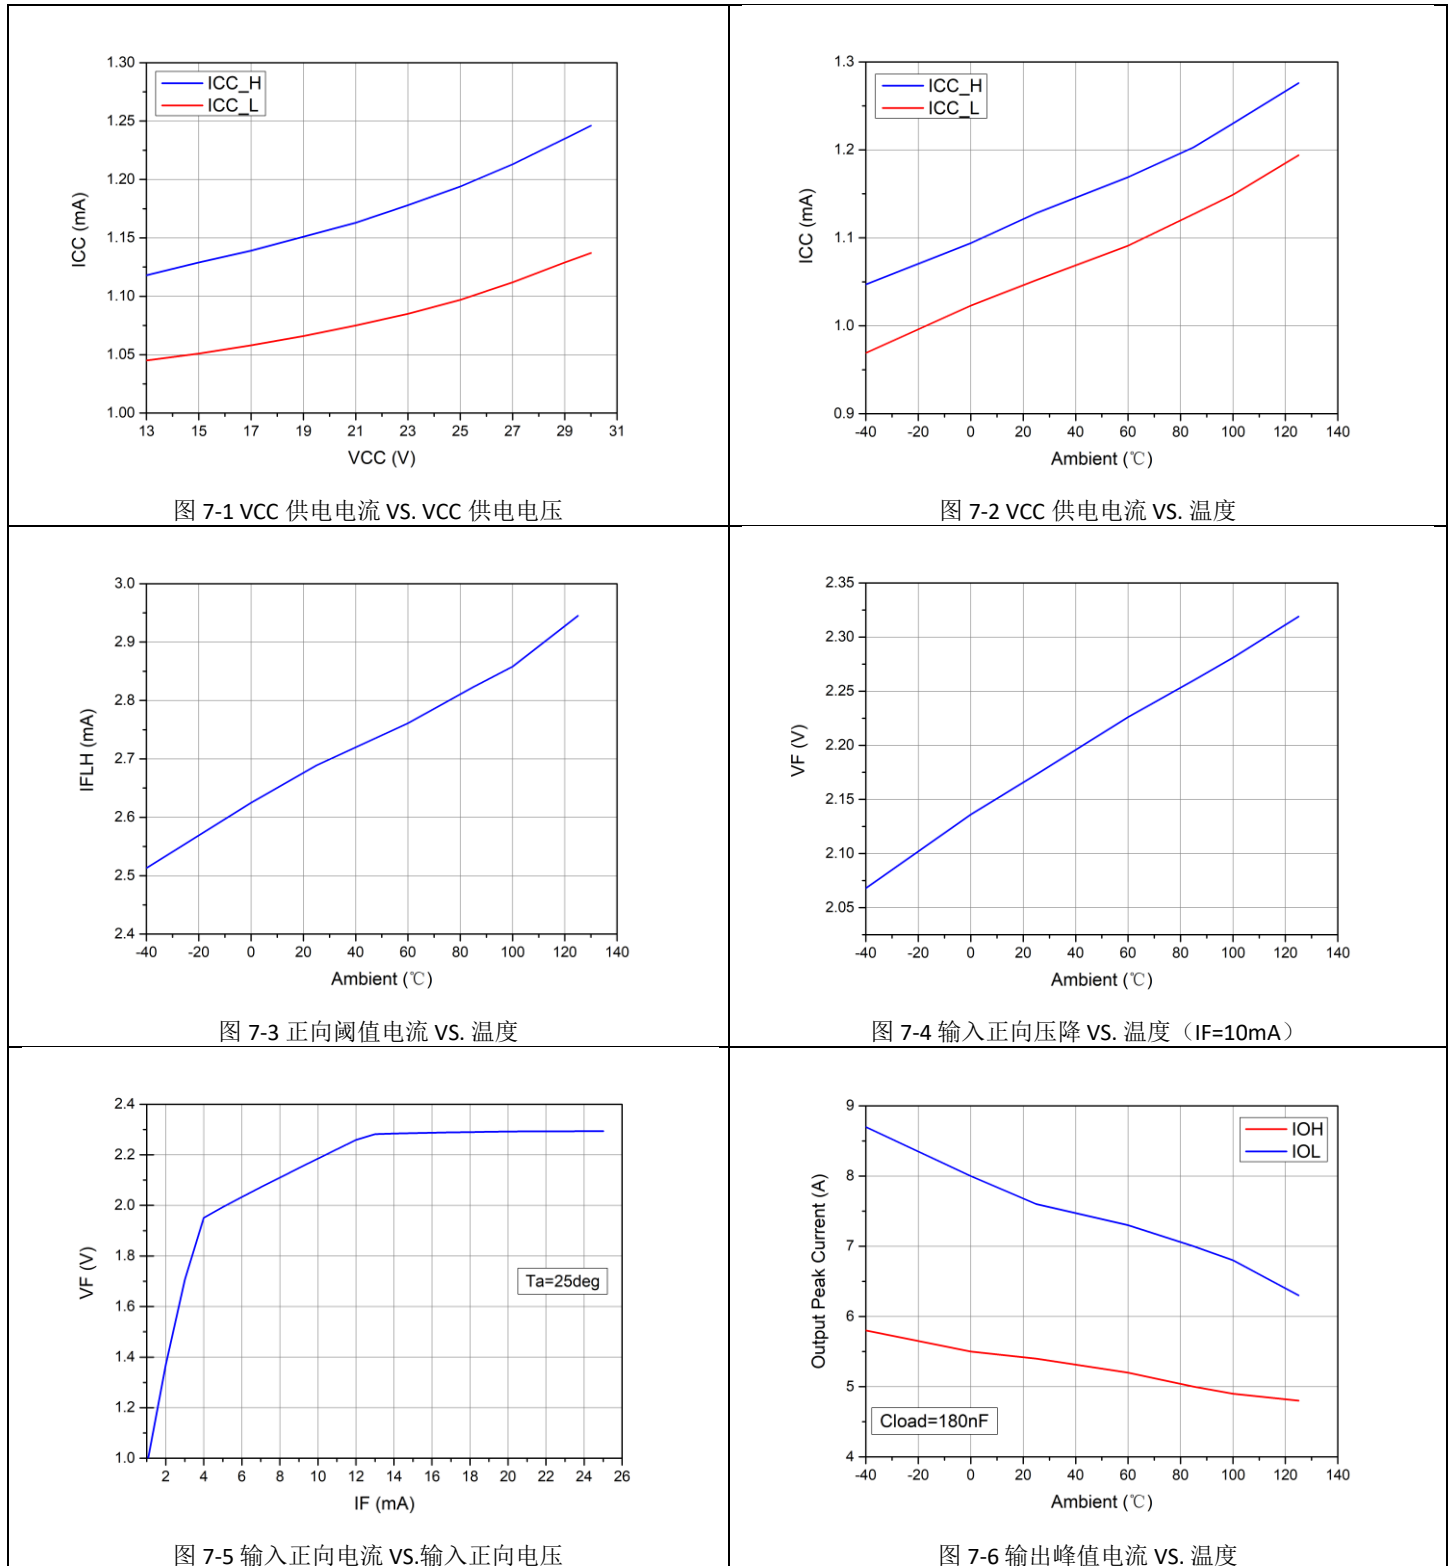 1.30
1.25
1.20
1.15
1.10
1.05
1.00
ICC (mA)
ICC_H
ICC_L
13 15 17 19 21 23 25 27 29 31
VCC (V)
图 7-1 VCC 供电电流 VS. VCC 供电电压
1.3
1.2
1.1
1.0
0.9
ICC (mA)
ICC_H
ICC_L
-40 -20 0 20 40 60 80 100 120 140
Ambient (℃)
图 7-2 VCC 供电电流 VS. 温度
3.0
2.9
2.8
2.7
2.6
2.5
2.4
IFLH (mA)
-40 -20 0 20 40 60 80 100 120 140
Ambient (℃)
图 7-3 正向阈值电流 VS. 温度
2.35
2.30
2.25
2.20
2.15
2.10
2.05
VF (V)
-40 -20 0 20 40 60 80 100 120 140
Ambient (℃)
图 7-4 输入正向压降 VS. 温度（IF=10mA）
2.4
2.2
2.0
1.8
1.6
1.4
1.2
1.0
VF (V)
Ta=25deg
2 4 6 8 10 12 14 16 18 20 22 24 26
IF (mA)
图 7-5 输入正向电流 VS.输入正向电压
9
8
7
6
5
4
Output Peak Current (A)
IOH
IOL
Cload=180nF
-40 -20 0 20 40 60 80 100 120 140
Ambient (℃)
图 7-6 输出峰值电流 VS. 温度